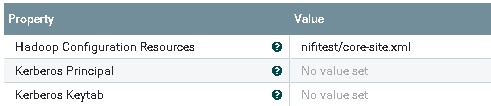 Property Value
Hadoop Configuration Resources ? nifitest/core-site.xml
Kerberos Principal ? No value set
Kerberos Keytab ? No value set